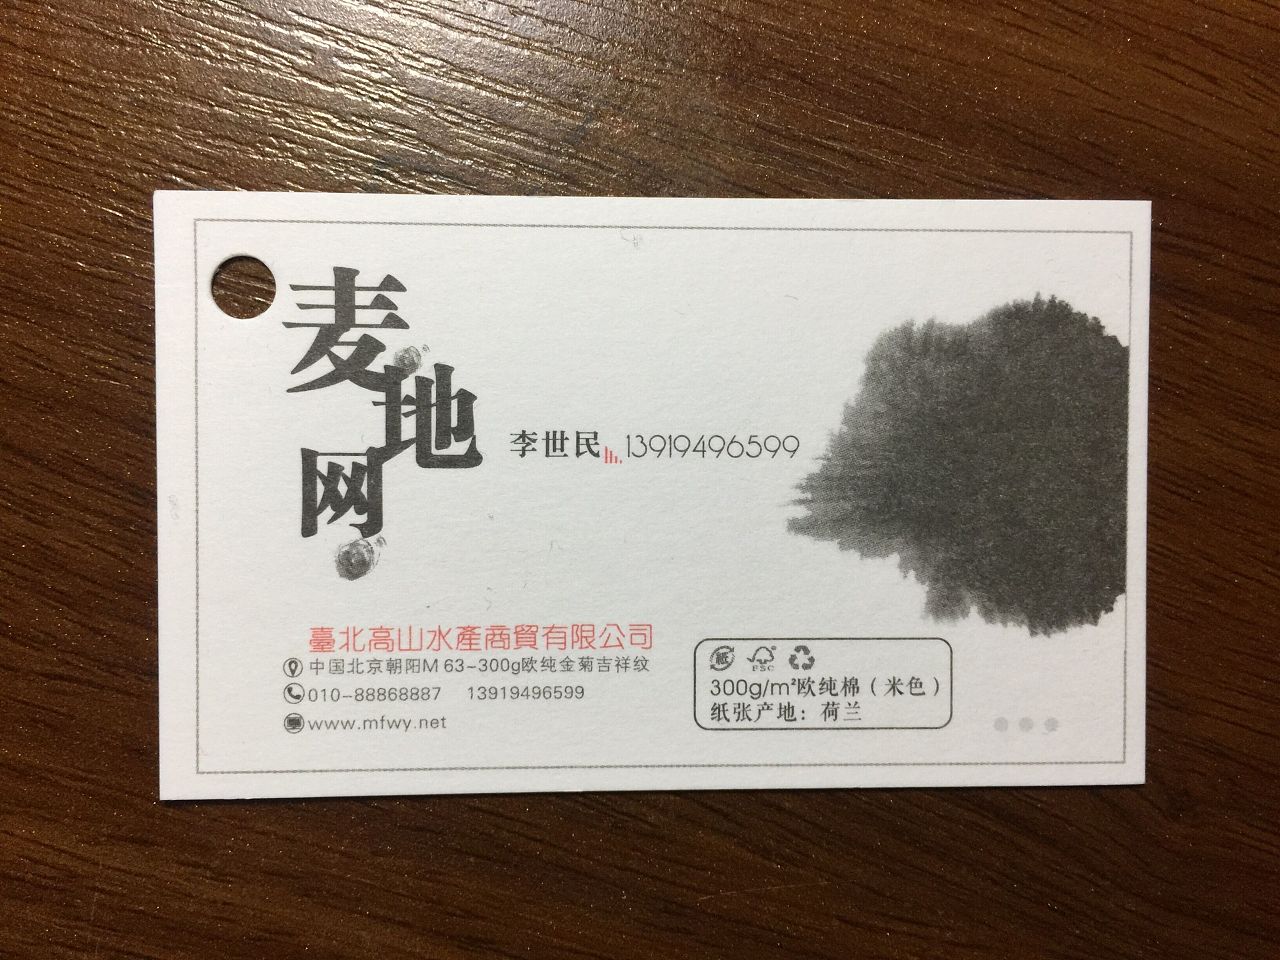 麦地网
李世民 13919496599
臺北高山水產商貿有限公司
中国北京朝阳M 63-300g欧纯金菊吉祥纹
010-88868887 13919496599
www.mfwy.net
紙 FSC
300g/m²欧纯棉（米色）
纸张产地：荷兰